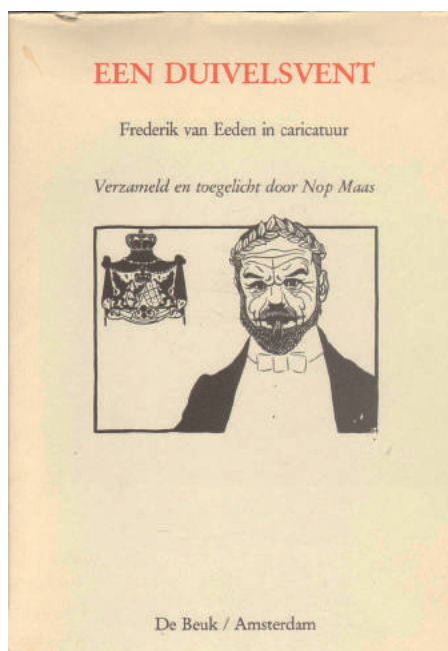 EEN DUIVELSVENT
Frederik van Eeden in caricatuur
Verzameld en toegelicht door Nop Maas
De Beuk / Amsterdam